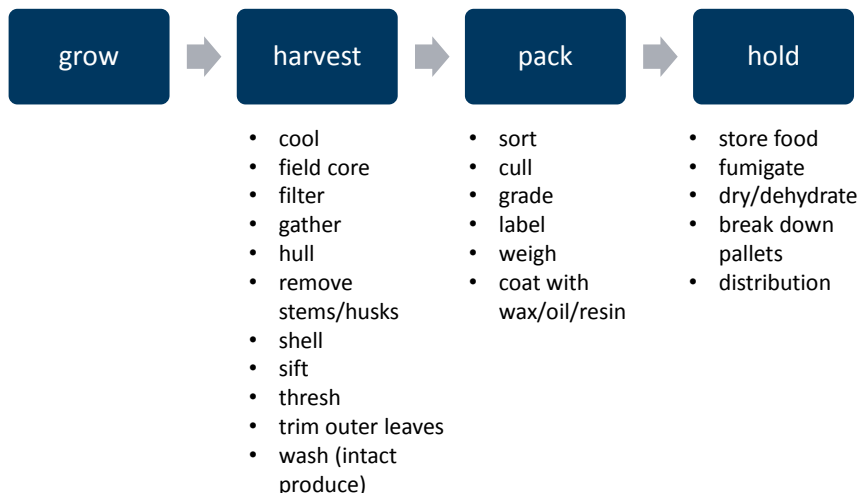 grow
harvest
pack
hold
• cool
• field core
• filter
• gather
• hull
• remove
stems/husks
• shell
• sift
• thresh
• trim outer leaves
• wash (intact
produce)
• sort
• cull
• grade
• label
• weigh
• coat with
wax/oil/resin
• store food
• fumigate
• dry/dehydrate
• break down
pallets
• distribution